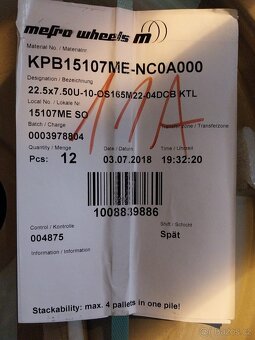 mefro wheels m
Material No. / Materialnr.
KPB15107ME-NC0A000
Designation / Bezeichnung
22.5x7.50U-10-OS165M22-04DCB KTL
Local No. / Lokale Nr.
15107ME SO
Batch / Charge
Transferzone / Transferzone
0003978804
11A
Quantity / Menge
Date / Datum
Time / Uhrzeit
Pcs: 12
03.07.2018
19:32:20
1008839886
Control / Kontrolle
Shift / Schicht
004875
Spät
Information / Information
Stackability: max. 4 pallets in one pile!